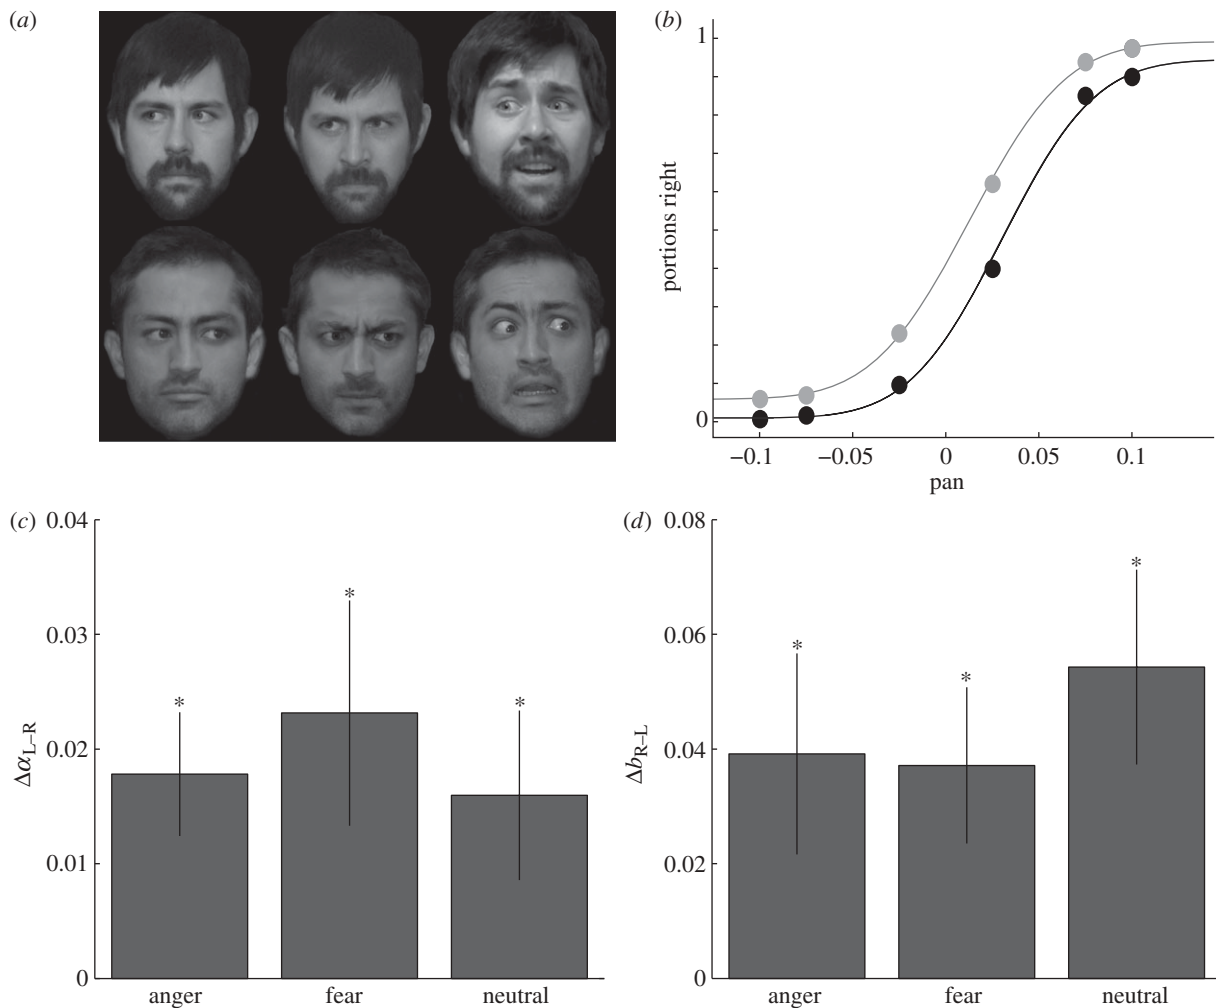 (a)
(b)
1
portions right
0
−0.1 −0.05 0 0.05 0.1
pan
(c)
0.04
0.03
0.02
0.01
0
Δα L–R
* * *
anger fear neutral
(d)
0.08
0.06
0.04
0.02
0
Δb R–L
* * *
anger fear neutral